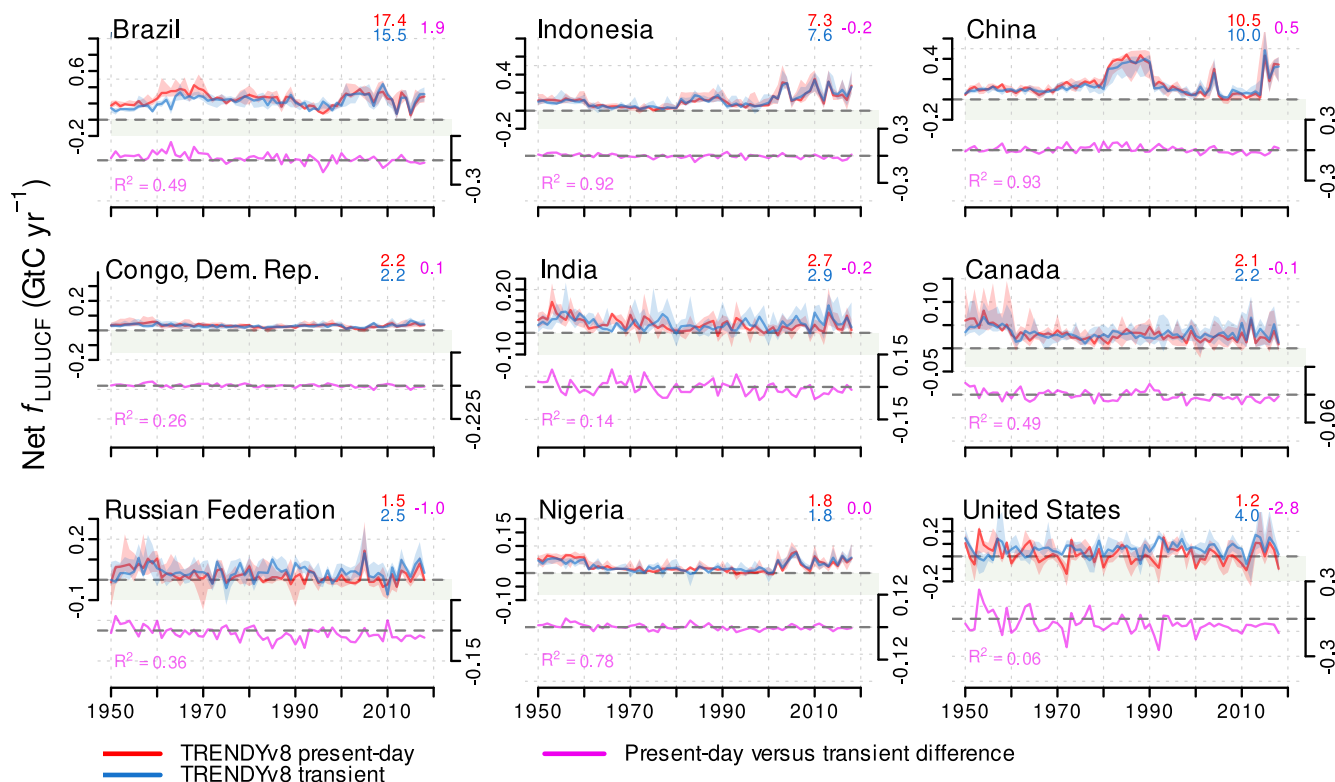 Net fLULUCF (GtC yr−1)
Brazil
17.4
15.5
1.9
-0.2
0.2
0.6
-0.3
R2 = 0.49
Indonesia
7.3
7.6
-0.2
-0.2
0.4
-0.3
0.3
R2 = 0.92
China
10.5
10.0
0.5
-0.2
0.4
-0.3
0.3
R2 = 0.93
Congo, Dem. Rep.
2.2
2.2
0.1
-0.2
0.2
-0.225
R2 = 0.26
India
2.7
2.9
-0.2
-0.10
0.20
-0.15
0.15
R2 = 0.14
Canada
2.1
2.2
-0.1
-0.05
0.10
-0.06
R2 = 0.49
Russian Federation
1.5
2.5
-1.0
-0.1
0.2
-0.15
R2 = 0.36
Nigeria
1.8
1.8
0.0
-0.10
0.15
-0.12
0.12
R2 = 0.78
United States
1.2
4.0
-2.8
-0.2
0.2
-0.3
0.3
R2 = 0.06
1950 1970 1990 2010
1950 1970 1990 2010
1950 1970 1990 2010
TRENDYv8 present-day
TRENDYv8 transient
Present-day versus transient difference